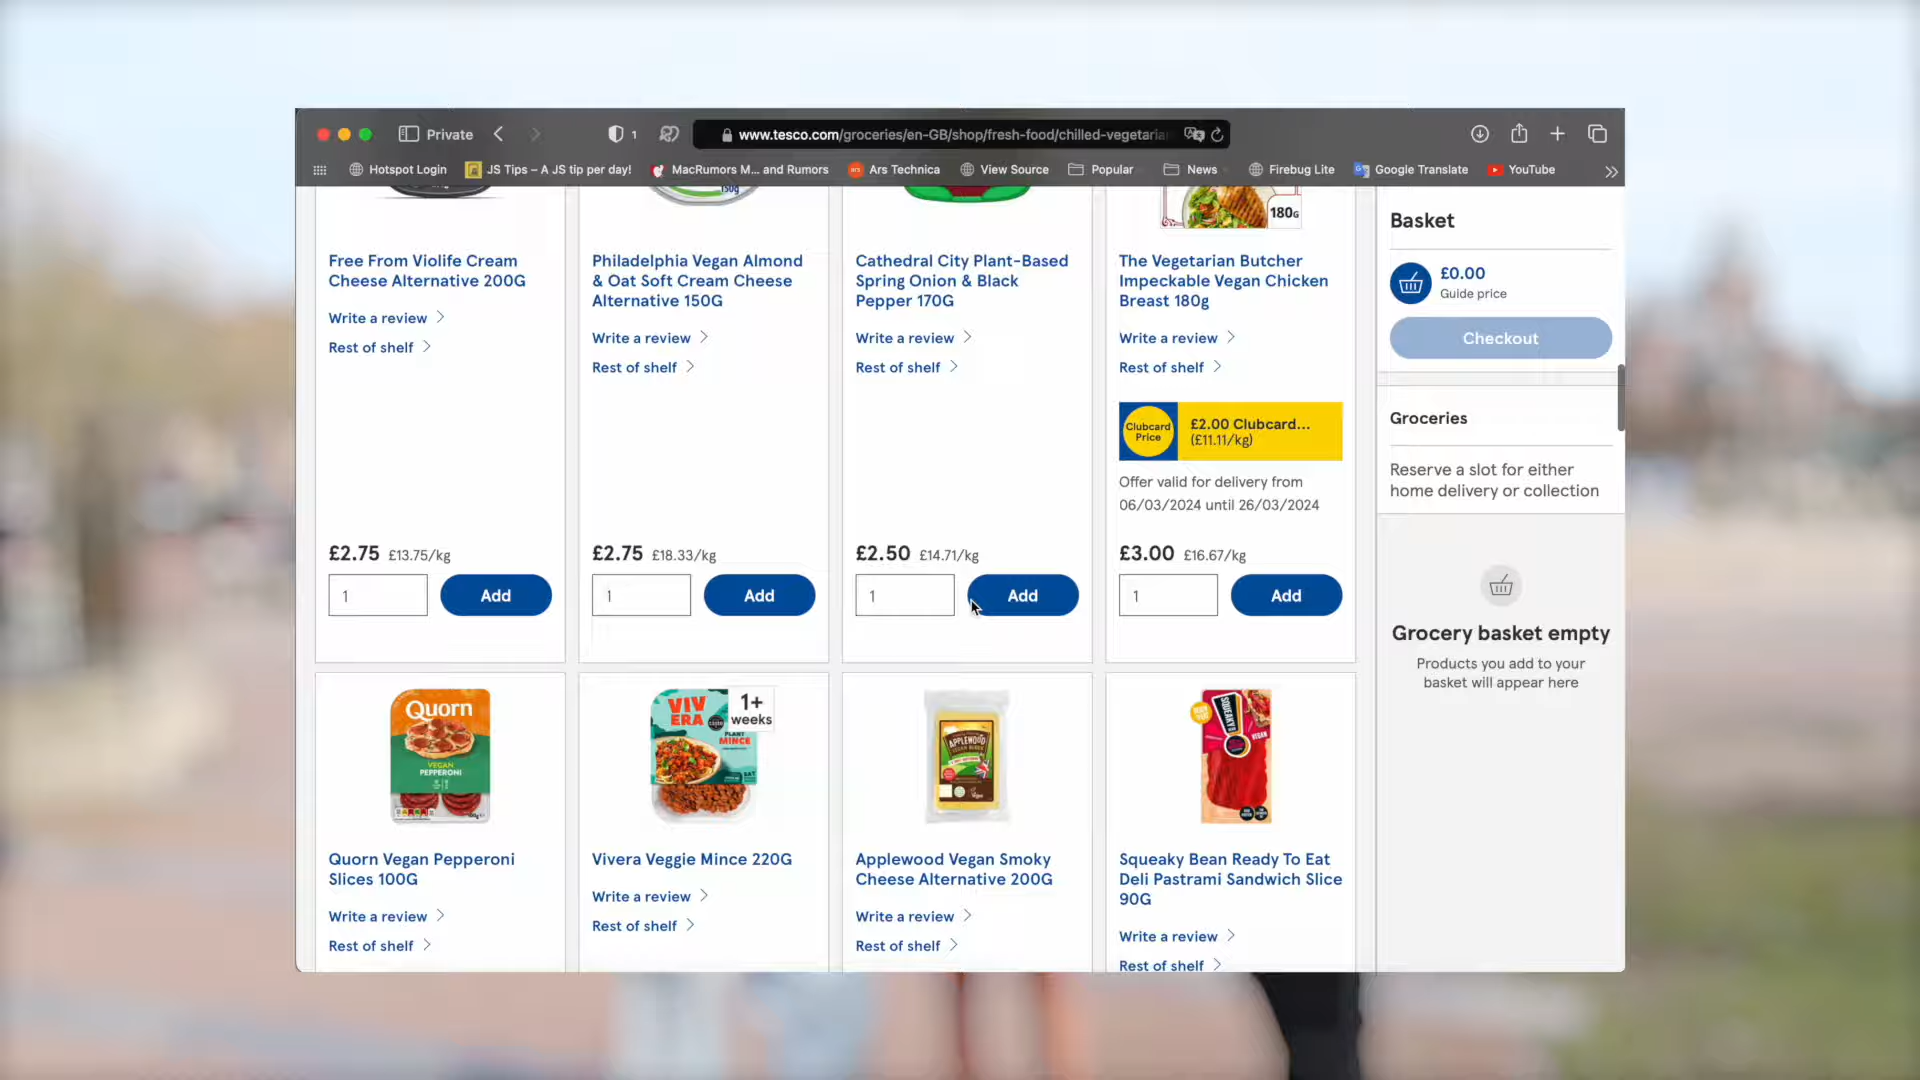 Private
1
www.tesco.com/groceries/en-GB/shop/fresh-food/chilled-vegetaria
Hotspot Login
JS Tips – A JS tip per day!
MacRumors M... and Rumors
Ars Technica
View Source
Popular
News
Firebug Lite
Google Translate
YouTube
150g
180G
Free From Violife Cream
Cheese Alternative 200G
Write a review
Rest of shelf
£2.75 £13.75/kg
1
Add
Philadelphia Vegan Almond
& Oat Soft Cream Cheese
Alternative 150G
Write a review
Rest of shelf
£2.75 £18.33/kg
1
Add
Cathedral City Plant-Based
Spring Onion & Black
Pepper 170G
Write a review
Rest of shelf
£2.50 £14.71/kg
1
Add
The Vegetarian Butcher
Impeckable Vegan Chicken
Breast 180g
Write a review
Rest of shelf
Clubcard
Price
£2.00 Clubcard...
(£11.11/kg)
Offer valid for delivery from
06/03/2024 until 26/03/2024
£3.00 £16.67/kg
1
Add
Quorn
VEGAN
PEPPERONI
Quorn Vegan Pepperoni
Slices 100G
Write a review
Rest of shelf
VIV
ERA
PLANT
MINCE
1+
weeks
Vivera Veggie Mince 220G
Write a review
Rest of shelf
APPLEWOOD
Applewood Vegan Smoky
Cheese Alternative 200G
Write a review
Rest of shelf
SQUEAKY
VEGAN
Squeaky Bean Ready To Eat
Deli Pastrami Sandwich Slice
90G
Write a review
Rest of shelf
Basket
£0.00
Guide price
Checkout
Groceries
Reserve a slot for either
home delivery or collection
Grocery basket empty
Products you add to your
basket will appear here